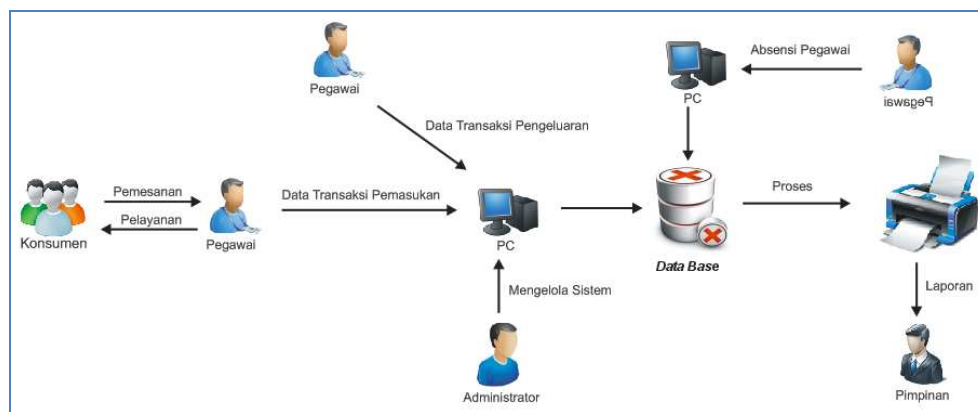 Absensi Pegawai
Pegawai
PC
Pegawai
Data Transaksi Pengeluaran
Pemesanan
Data Transaksi Pemasukan
Proses
Pelayanan
Konsumen
Pegawai
PC
Data Base
Laporan
Mengelola Sistem
Administrator
Pimpinan